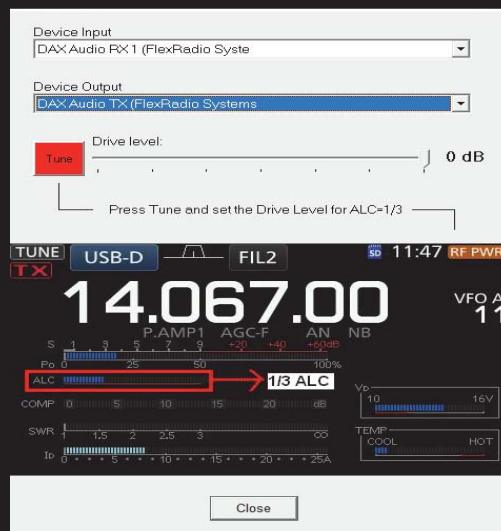 Device Input
DAX Audio RX 1 (FlexRadio Syste
Device Output
DAX Audio TX (FlexRadio Systems
Drive level:
Tune
0 dB
Press Tune and set the Drive Level for ALC=1/3
TUNE USB-D FIL2 SD 11:47 RF PWR
TX
14.067.00
VFO A
11
P.AMP1 AGC-F AN NB
S 1 3 5 7 9 +20 +40 +60dB
Po 0 25 50 100%
ALC 1/3 ALC
VD
10 16V
COMP 0 5 10 15 20 dB
SWR 1 1.5 2 2.5 3 ∞
TEMP
COOL HOT
ID 0 5 10 15 20 25A
Close